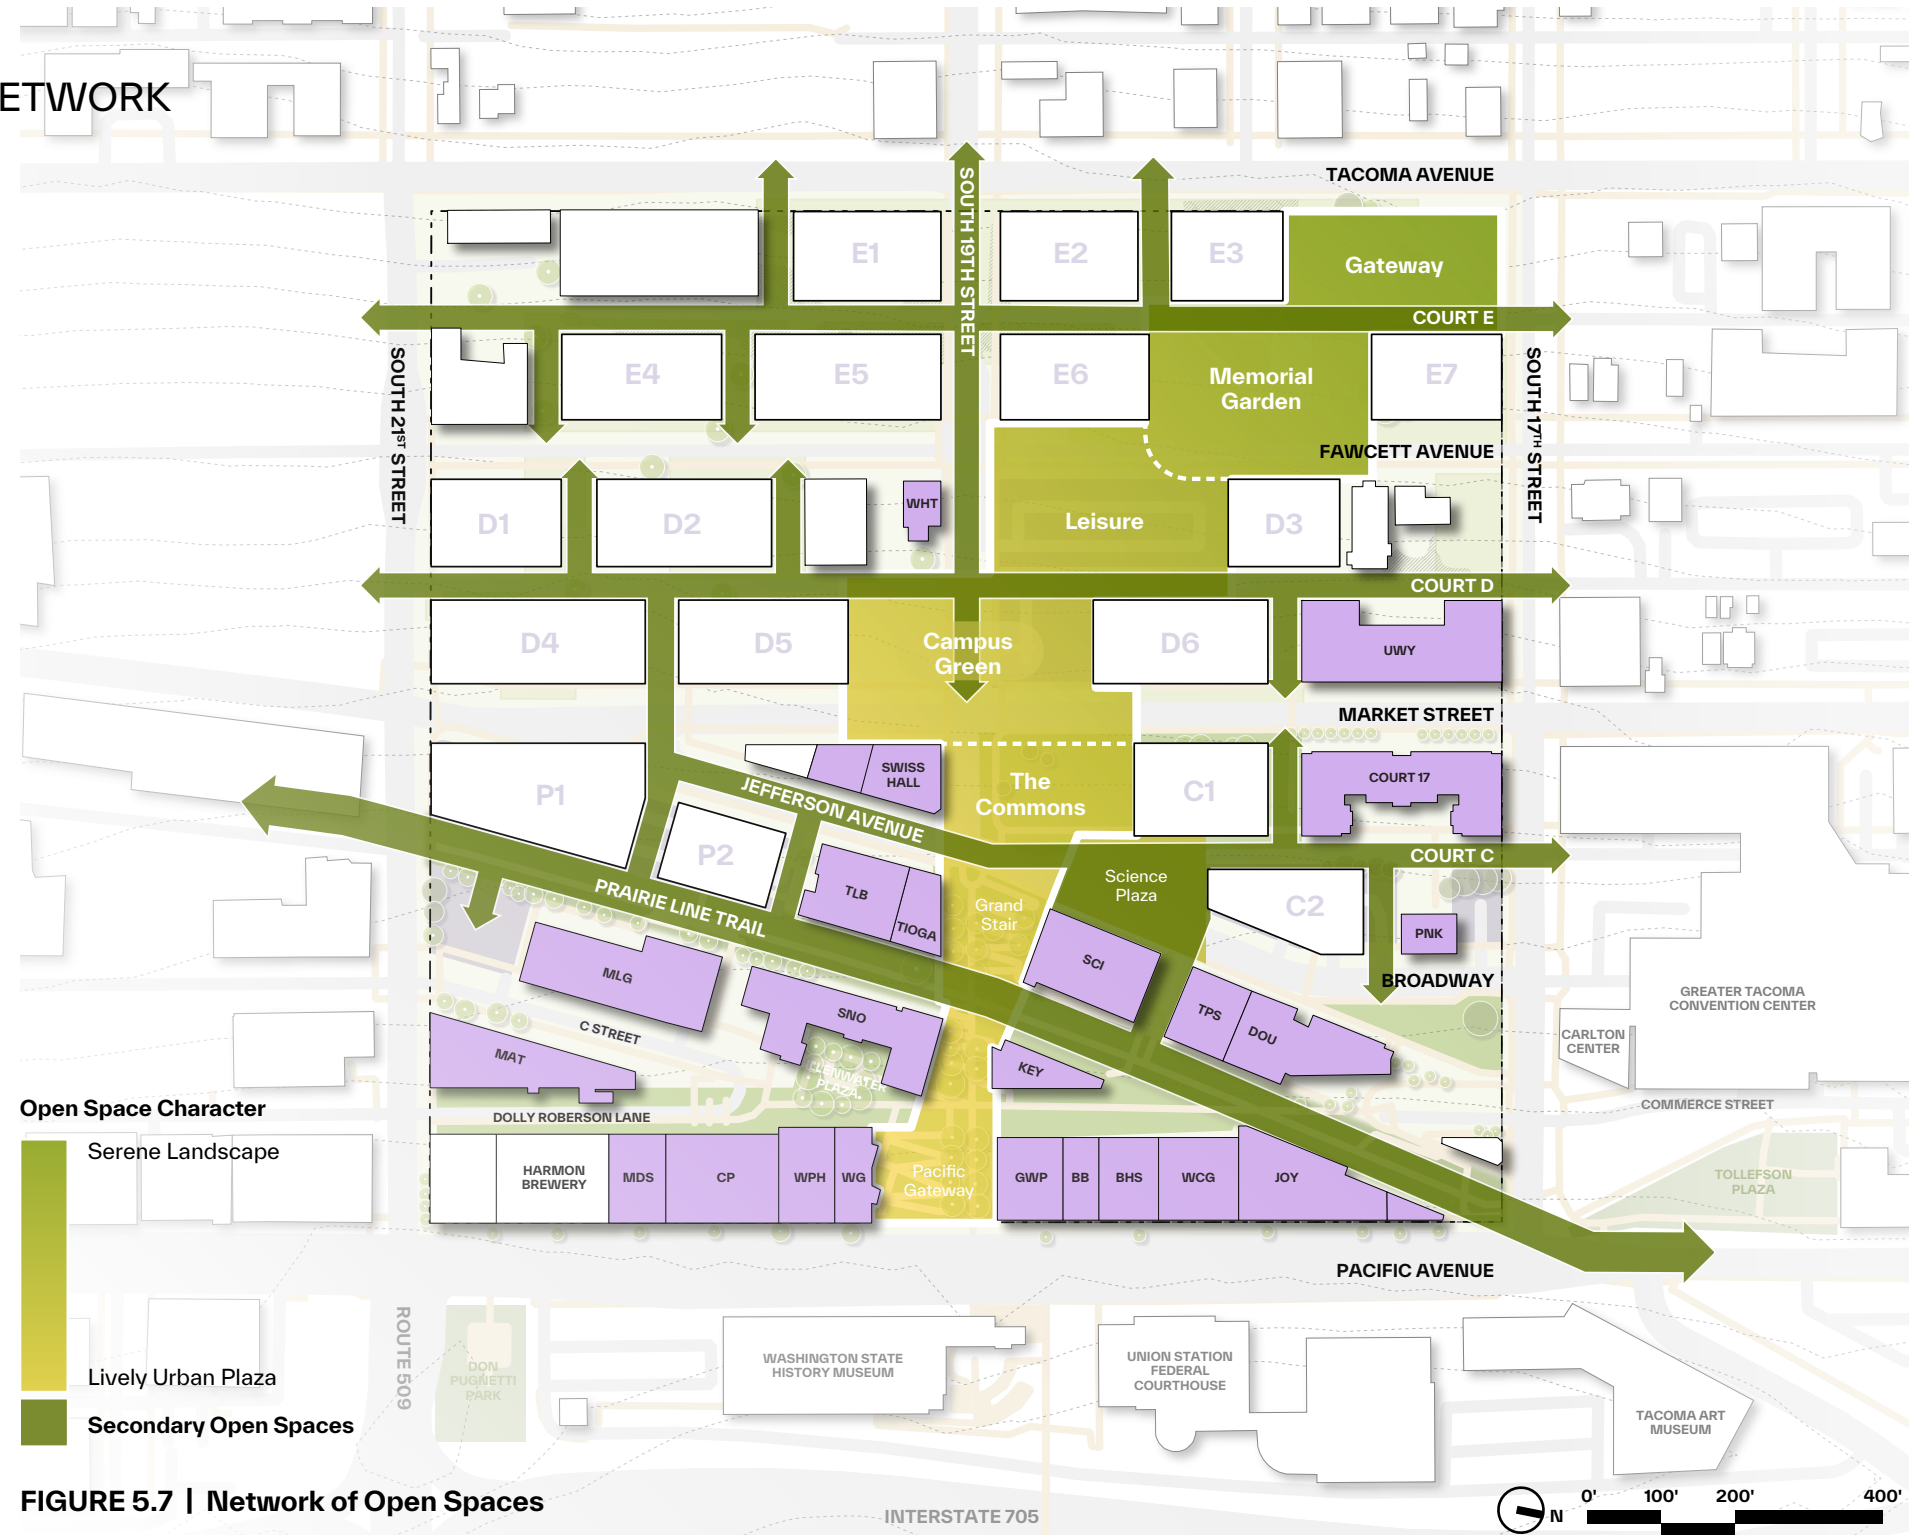 ETWORK
TACOMA AVENUE
SOUTH 19TH STREET
E1
E2
E3
Gateway
COURT E
SOUTH 21ST STREET
E4
E5
E6
Memorial
Garden
E7
SOUTH 17TH STREET
FAWCETT AVENUE
D1
D2
WHT
Leisure
D3
COURT D
D4
D5
Campus
Green
D6
UWY
MARKET STREET
P1
SWISS
HALL
JEFFERSON AVENUE
The
Commons
C1
COURT 17
P2
COURT C
PRAIRIE LINE TRAIL
TLB
TIOGA
Grand
Stair
Science
Plaza
C2
PNK
SCI
BROADWAY
MLG
SNO
TPS
DOU
GREATER TACOMA
CONVENTION CENTER
CARLTON
CENTER
C STREET
MAT
KEY
PLAZA
COMMERCE STREET
DOLLY ROBERSON LANE
Open Space Character
Serene Landscape
HARMON
BREWERY
MDS
CP
WPH
WG
Pacific
Gateway
GWP
BB
BHS
WCG
JOY
TOLLEFSON
PLAZA
PACIFIC AVENUE
ROUTE 509
DON
PUGNETTI
PARK
WASHINGTON STATE
HISTORY MUSEUM
UNION STATION
FEDERAL
COURTHOUSE
TACOMA ART
MUSEUM
Lively Urban Plaza
Secondary Open Spaces
FIGURE 5.7 | Network of Open Spaces
INTERSTATE 705
N
0' 100' 200' 400'